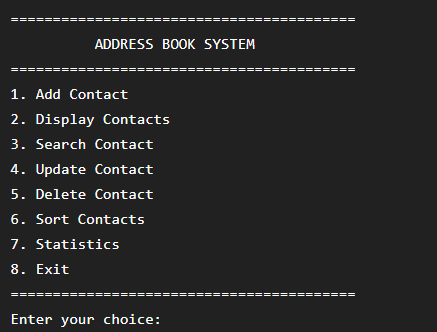 =========================================
ADDRESS BOOK SYSTEM
=========================================
1. Add Contact
2. Display Contacts
3. Search Contact
4. Update Contact
5. Delete Contact
6. Sort Contacts
7. Statistics
8. Exit
=========================================
Enter your choice: